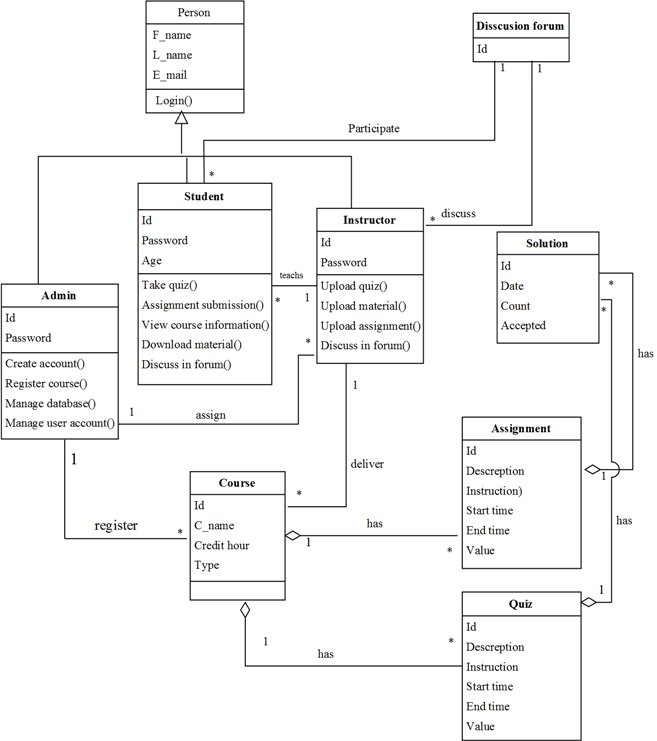 Person
F_name
L_name
E_mail
Login()
Disscusion forum
Id
1
1
Participate
*
Student
Id
Password
Age
Take quiz()
Assignment submission()
View course information()
Download material()
Discuss in forum()
teachs
*
1
Instructor
Id
Password
Upload quiz()
Upload material()
Upload assignment()
Discuss in forum()
* discuss
Solution
Id
Date
Count
Accepted
*
*
has
Admin
Id
Password
Create account()
Register course()
Manage database()
Manage user account()
1
assign
*
1
deliver
*
1
register
*
Course
Id
C_name
Credit hour
Type
1
has
*
Assignment
Id
Descreption
Instruction)
Start time
End time
Value
1
has
1
has
*
Quiz
Id
Descreption
Instruction
Start time
End time
Value
1